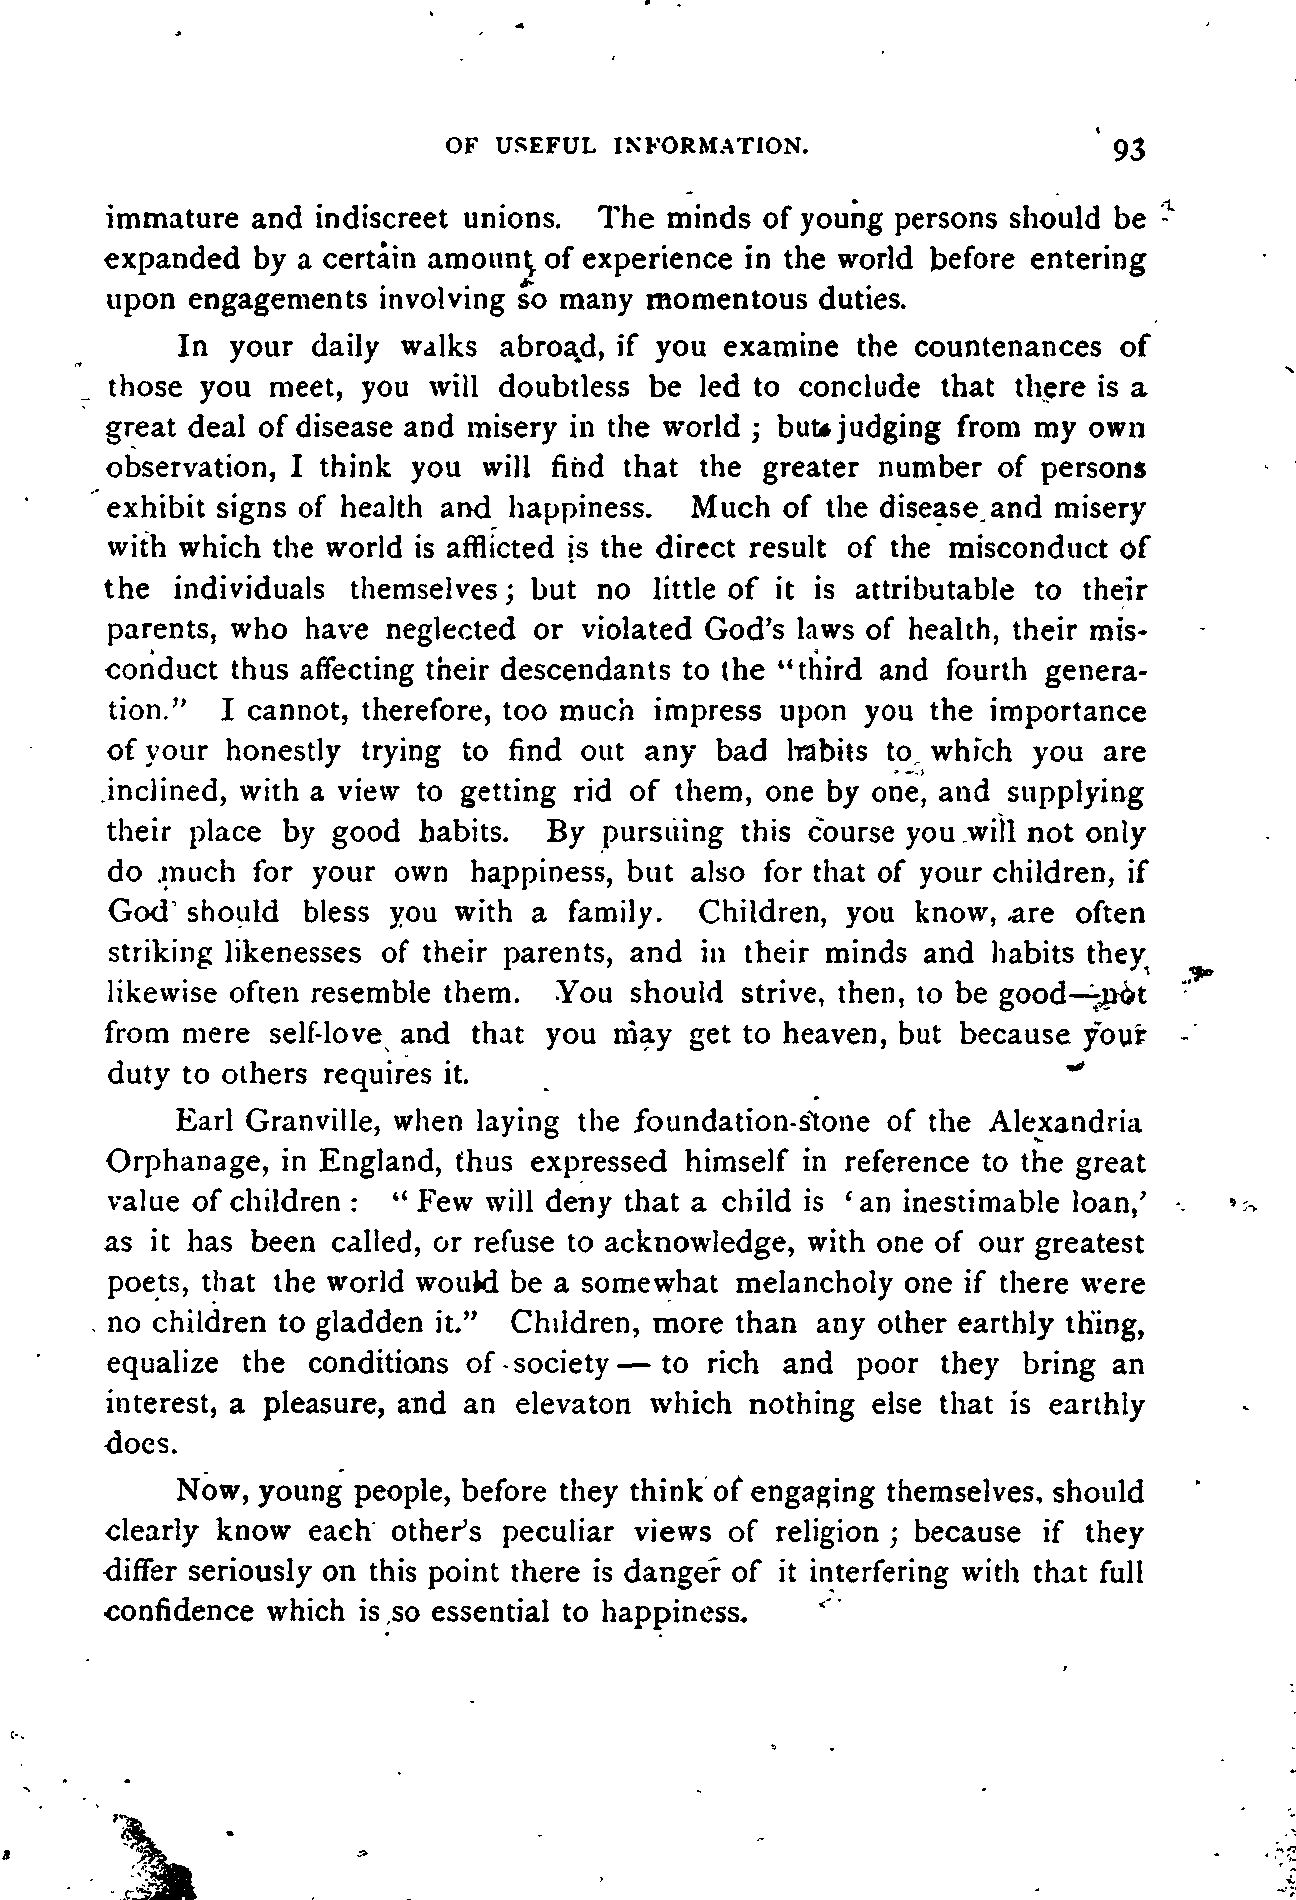 OF USEFUL INFORMATION. 93
immature and indiscreet unions. The minds of young persons should be
expanded by a certain amount of experience in the world before entering
upon engagements involving so many momentous duties.
In your daily walks abroad, if you examine the countenances of
those you meet, you will doubtless be led to conclude that there is a
great deal of disease and misery in the world ; but judging from my own
observation, I think you will find that the greater number of persons
exhibit signs of health and happiness. Much of the disease and misery
with which the world is afflicted is the direct result of the misconduct of
the individuals themselves ; but no little of it is attributable to their
parents, who have neglected or violated God's laws of health, their mis-
conduct thus affecting their descendants to the "third and fourth genera-
tion." I cannot, therefore, too much impress upon you the importance
of your honestly trying to find out any bad habits to which you are
inclined, with a view to getting rid of them, one by one, and supplying
their place by good habits. By pursuing this course you will not only
do much for your own happiness, but also for that of your children, if
God should bless you with a family. Children, you know, are often
striking likenesses of their parents, and in their minds and habits they
likewise often resemble them. You should strive, then, to be good—not
from mere self-love and that you may get to heaven, but because your
duty to others requires it.
Earl Granville, when laying the foundation-stone of the Alexandria
Orphanage, in England, thus expressed himself in reference to the great
value of children : " Few will deny that a child is ' an inestimable loan,'
as it has been called, or refuse to acknowledge, with one of our greatest
poets, that the world would be a somewhat melancholy one if there were
no children to gladden it." Children, more than any other earthly thing,
equalize the conditions of society — to rich and poor they bring an
interest, a pleasure, and an elevaton which nothing else that is earthly
does.
Now, young people, before they think of engaging themselves, should
clearly know each other's peculiar views of religion ; because if they
differ seriously on this point there is danger of it interfering with that full
confidence which is so essential to happiness.